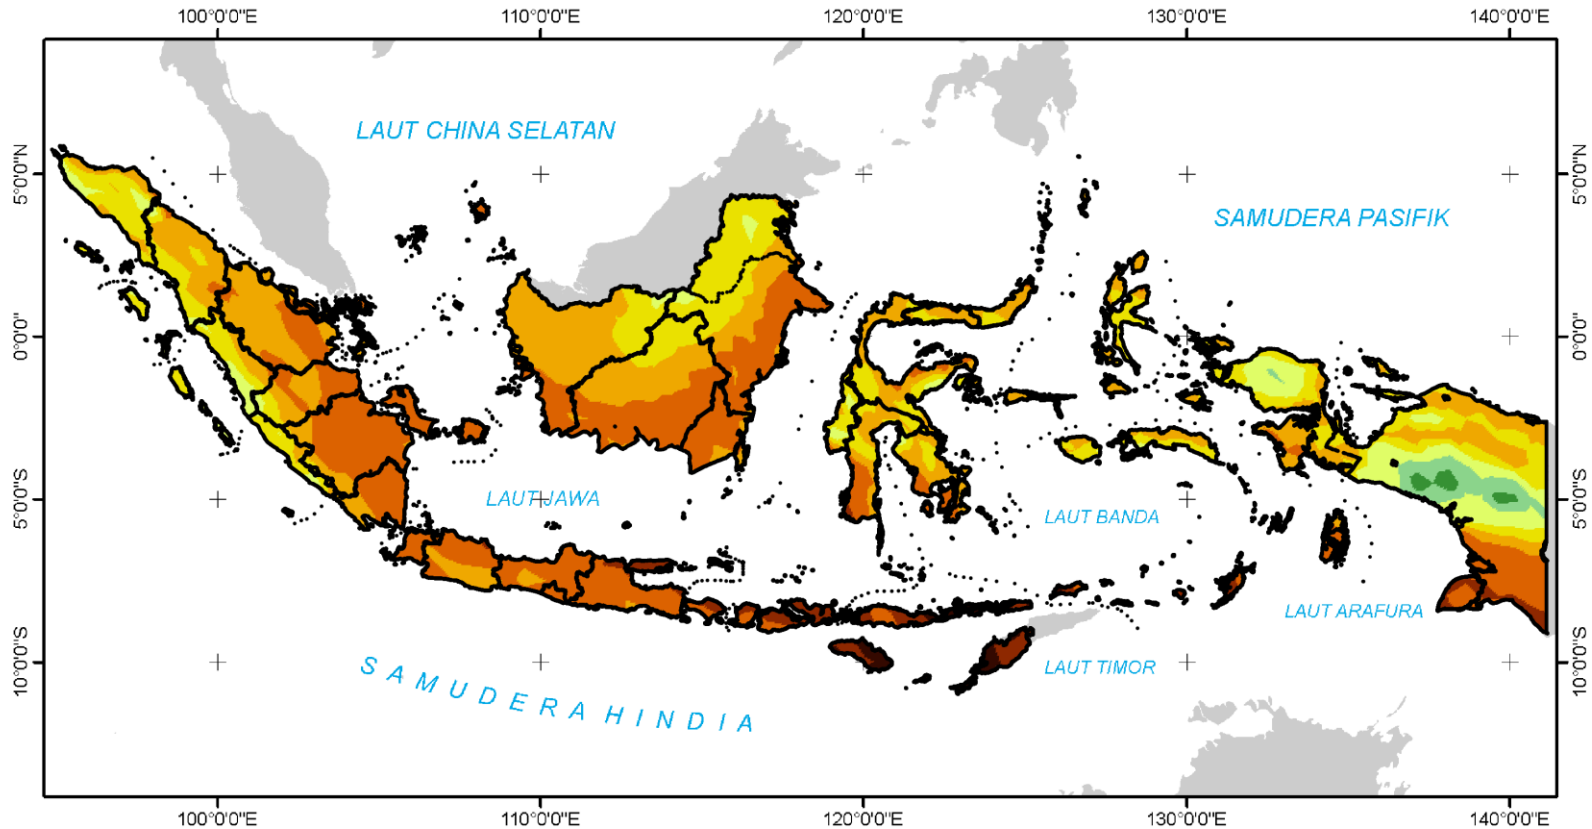 100°0'0"E 110°0'0"E 120°0'0"E 130°0'0"E 140°0'0"E
LAUT CHINA SELATAN
5°0'0"N 5°0'0"N
SAMUDERA PASIFIK
0°0'0" 0°0'0"
5°0'0"S LAUT JAWA 5°0'0"S
LAUT BANDA
LAUT ARAFURA
10°0'0"S LAUT TIMOR 10°0'0"S
SAMUDERA HINDIA
100°0'0"E 110°0'0"E 120°0'0"E 130°0'0"E 140°0'0"E